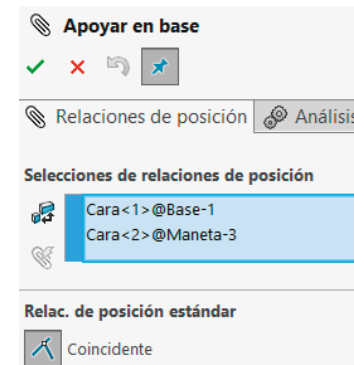 Apoyar en base
Relaciones de posición Análisis
Selecciones de relaciones de posición
Cara<1>@Base-1
Cara<2>@Maneta-3
Relac. de posición estándar
Coincidente